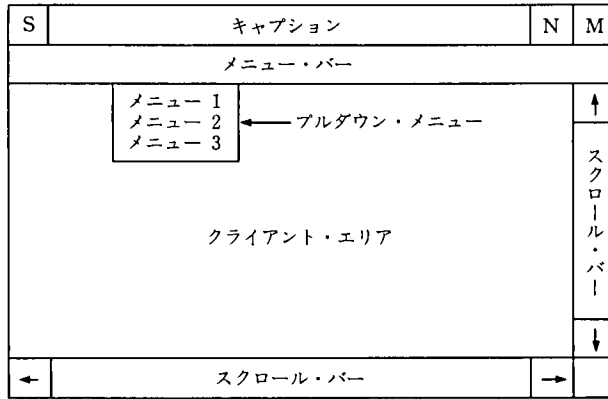 S キャプション N M
メニュー・バー
メニュー 1
メニュー 2
メニュー 3
プルダウン・メニュー
クライアント・エリア
スクロール・バー
スクロール・バー